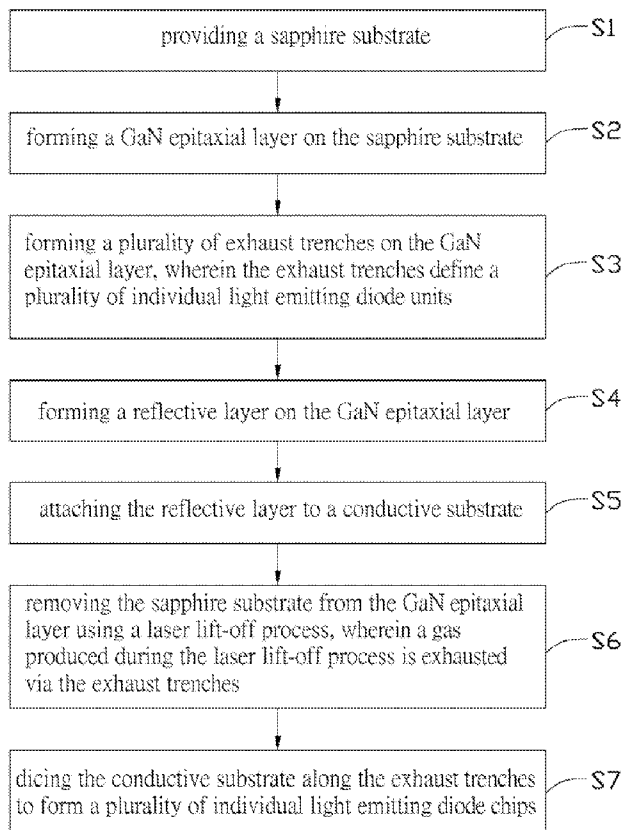 providing a sapphire substrate
S1
forming a GaN epitaxial layer on the sapphire substrate
S2
forming a plurality of exhaust trenches on the GaN
epitaxial layer, wherein the exhaust trenches define a
plurality of individual light emitting diode units
S3
forming a reflective layer on the GaN epitaxial layer
S4
attaching the reflective layer to a conductive substrate
S5
removing the sapphire substrate from the GaN epitaxial
layer using a laser lift-off process, wherein a gas
produced during the laser lift-off process is exhausted
via the exhaust trenches
S6
dicing the conductive substrate along the exhaust trenches
to form a plurality of individual light emitting diode chips
S7